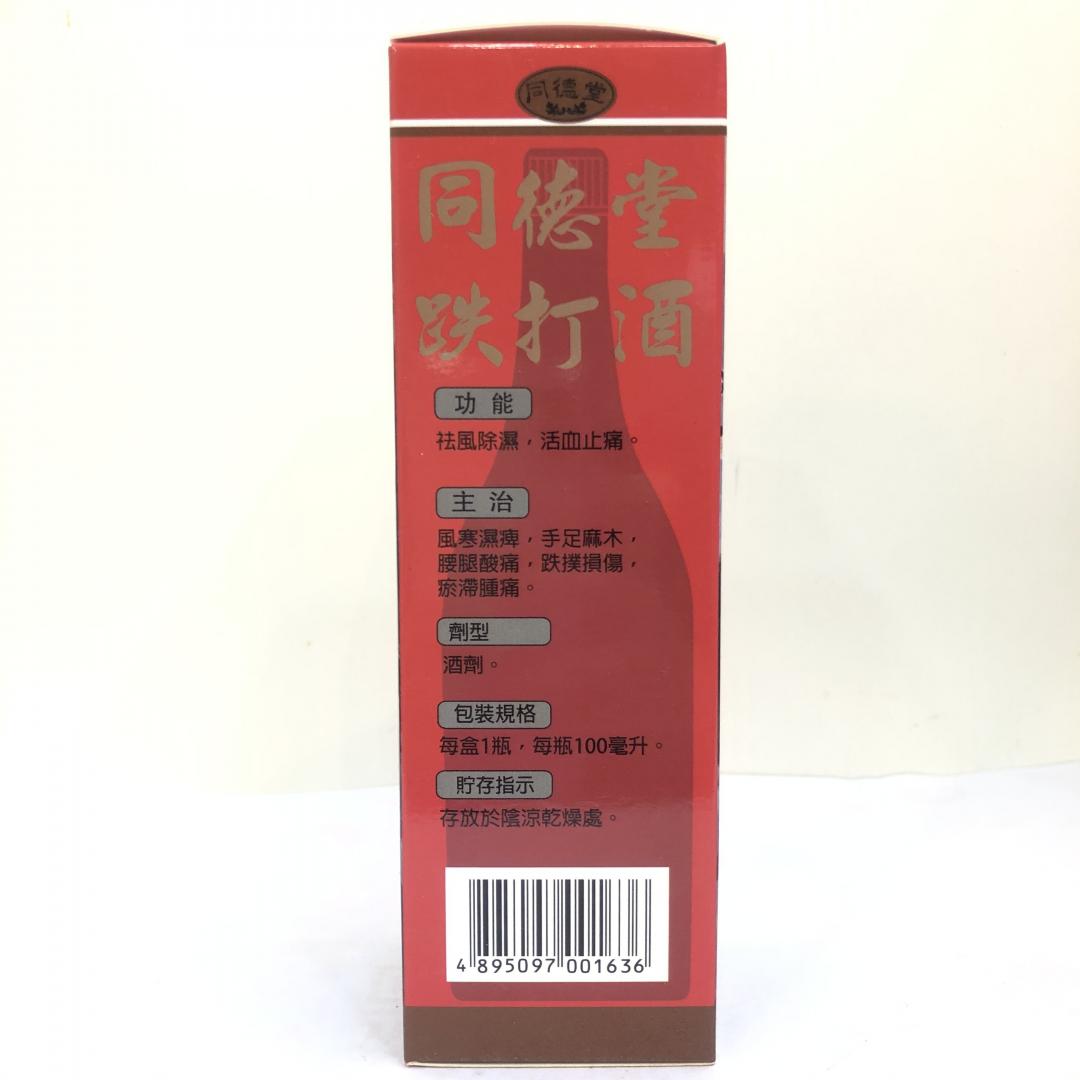 同德堂
同德堂
跌打酒
功能
祛風除濕，活血止痛。
主治
風寒濕痺，手足麻木，
腰腿酸痛，跌撲損傷，
瘀滯腫痛。
劑型
酒劑。
包裝規格
每盒1瓶，每瓶100毫升。
貯存指示
存放於陰涼乾燥處。
4 895097 001636